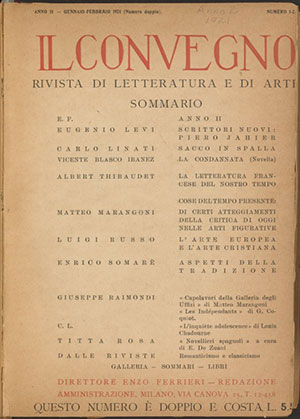 ANNO II - GENNAIO-FEBBRAIO 1921 (Numero doppio). NUMERO 1-2
IL CONVEGNO
RIVISTA DI LETTERATURA E DI ARTE
SOMMARIO
E. F. ANNO II
EUGENIO LEVI SCRITTORI NUOVI:
PIERO JAHIER
CARLO LINATI SACCO IN SPALLA
VICENTE BLASCO IBANEZ LA CONDANNATA (Novella)
ALBERT THIBAUDET LA LETTERATURA FRAN-
CESE DEL NOSTRO TEMPO
COSE DEL TEMPO PRESENTE:
MATTEO MARANGONI DI CERTI ATTEGGIAMENTI
DELLA CRITICA DI OGGI
NELLE ARTI FIGURATIVE
LUIGI RUSSO L'ARTE EUROPEA
E L'ARTE CRISTIANA
ENRICO SOMARÈ ASPETTI DELLA
TRADIZIONE
GIUSEPPE RAIMONDI « Capolavori della Galleria degli
Uffizi » di Matteo Marangoni
« Les Indépendants » di G. Co-
quiot.
C. L. « L'inquiète adolescence » di Louis
Chadourne
TITTA ROSA « Novellieri spagnoli » a cura
di E. De Zuani
DALLE RIVISTE Romanticismo e classicismo
GALLERIA - SOMMARI - LIBRI
DIRETTORE ENZO FERRIERI - REDAZIONE
AMMINISTRAZIONE, MILANO, VIA CANOVA 25, T.
QUESTO NUMERO È DOPPIO E COSTA, L. 5